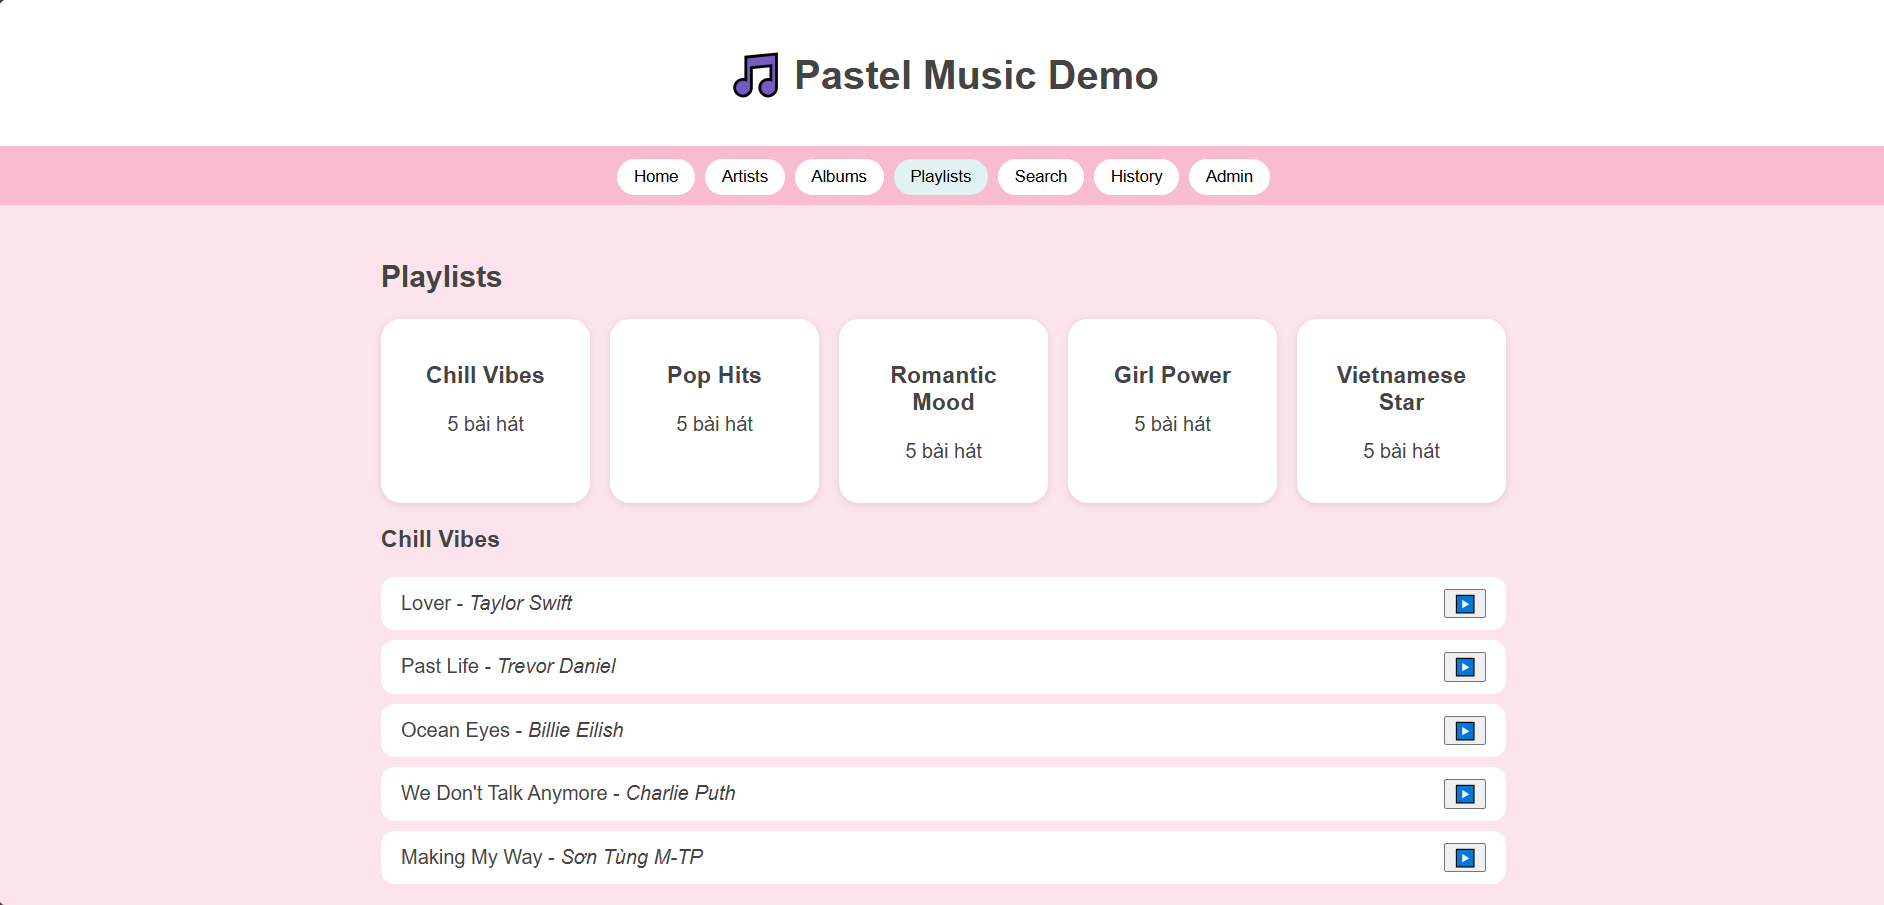 🎵 Pastel Music Demo
Home Artists Albums Playlists Search History Admin
Playlists
Chill Vibes
5 bài hát
Pop Hits
5 bài hát
Romantic
Mood
5 bài hát
Girl Power
5 bài hát
Vietnamese
Star
5 bài hát
Chill Vibes
Lover - Taylor Swift
Past Life - Trevor Daniel
Ocean Eyes - Billie Eilish
We Don't Talk Anymore - Charlie Puth
Making My Way - Sơn Tùng M-TP